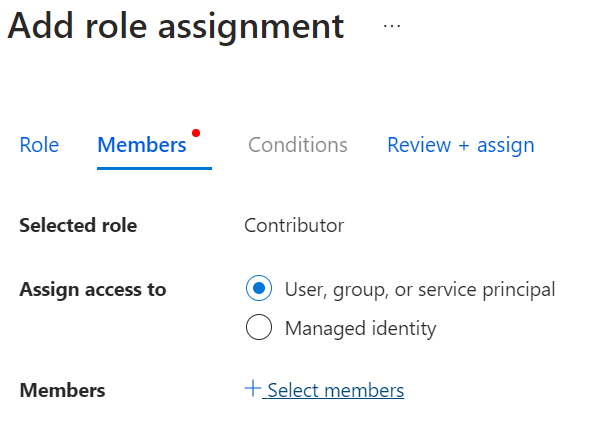 Add role assignment ...
Role Members Conditions Review + assign
Selected role Contributor
Assign access to User, group, or service principal
Managed identity
Members + Select members